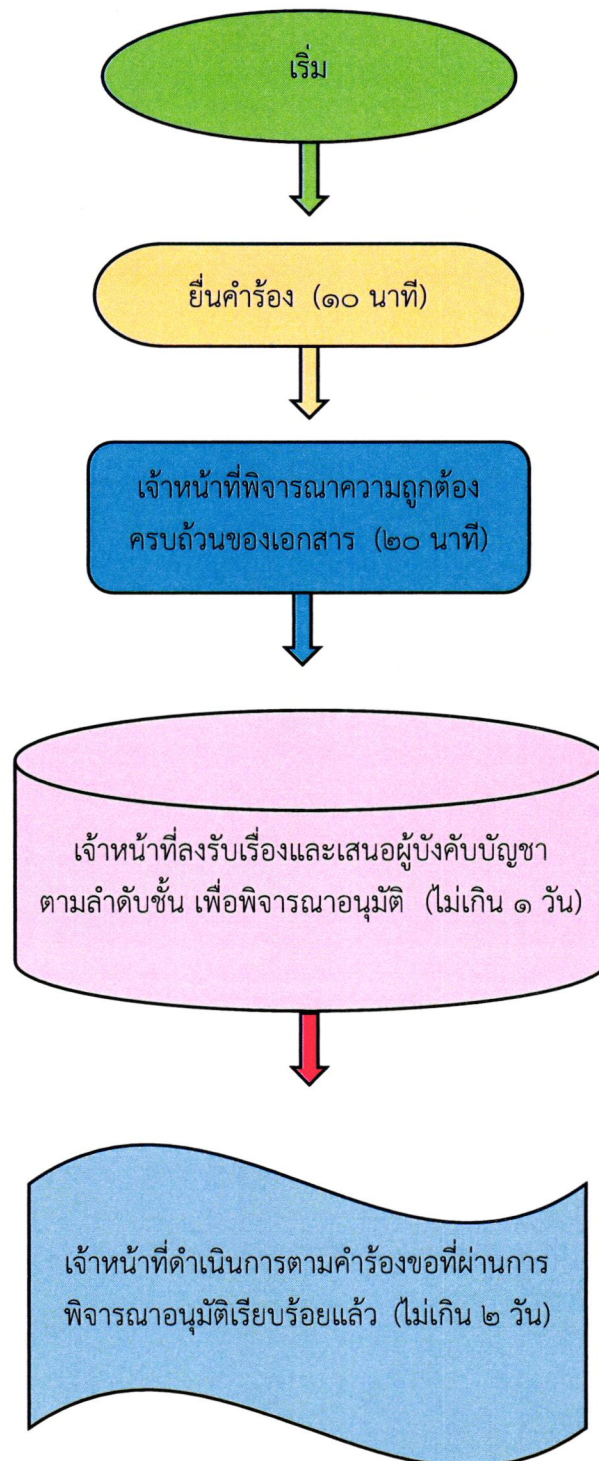 เริ่ม
ยื่นคำร้อง (๑๐ นาที)
เจ้าหน้าที่พิจารณาความถูกต้อง
ครบถ้วนของเอกสาร (๒๐ นาที)
เจ้าหน้าที่ลงรับเรื่องและเสนอผู้บังคับบัญชา
ตามลำดับชั้น เพื่อพิจารณาอนุมัติ (ไม่เกิน ๑ วัน)
เจ้าหน้าที่ดำเนินการตามคำร้องขอที่ผ่านการ
พิจารณาอนุมัติเรียบร้อยแล้ว (ไม่เกิน ๒ วัน)